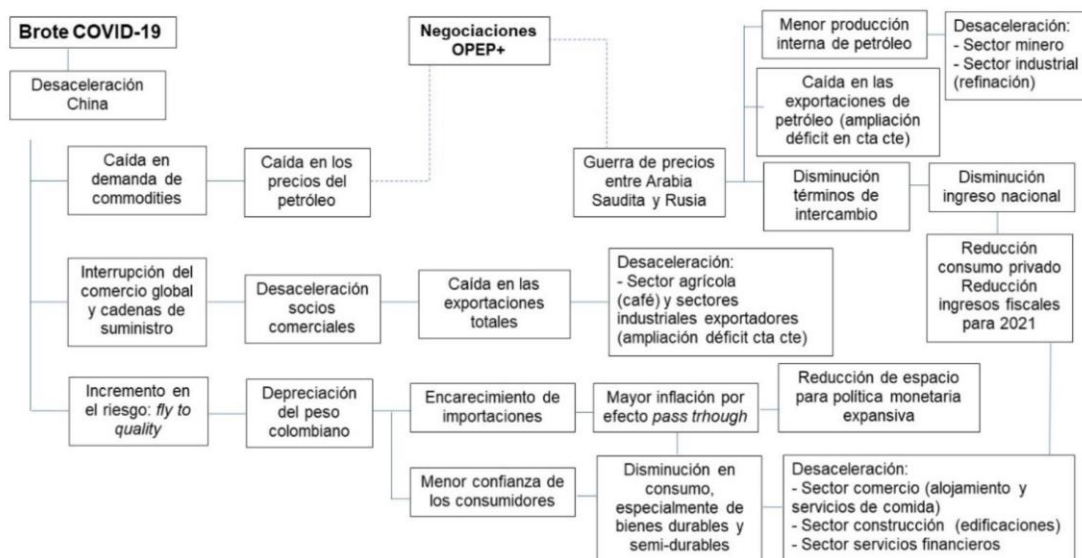 Brote COVID-19
Desaceleración
China
Negociaciones
OPEP+
Menor producción
interna de petróleo
Desaceleración:
- Sector minero
- Sector industrial
(refinación)
Caída en las
exportaciones de
petróleo (ampliación
déficit en cta cte)
Caída en
demanda de
commodities
Caída en los
precios del
petróleo
Guerra de precios
entre Arabia
Saudita y Rusia
Disminución
términos de
intercambio
Disminución
ingreso nacional
Reducción
consumo privado
Reducción
ingresos fiscales
para 2021
Interrupción del
comercio global
y cadenas de
suministro
Desaceleración
socios
comerciales
Caída en las
exportaciones
totales
Desaceleración:
- Sector agrícola
(café) y sectores
industriales exportadores
(ampliación déficit cta cte)
Incremento en
el riesgo: fly to
quality
Depreciación
del peso
colombiano
Encarecimiento de
importaciones
Mayor inflación por
efecto pass trhough
Reducción de espacio
para política monetaria
expansiva
Menor confianza de
los consumidores
Disminución en
consumo,
especialmente de
bienes durables y
semi-durables
Desaceleración:
- Sector comercio (alojamiento y
servicios de comida)
- Sector construcción (edificaciones)
- Sector servicios financieros